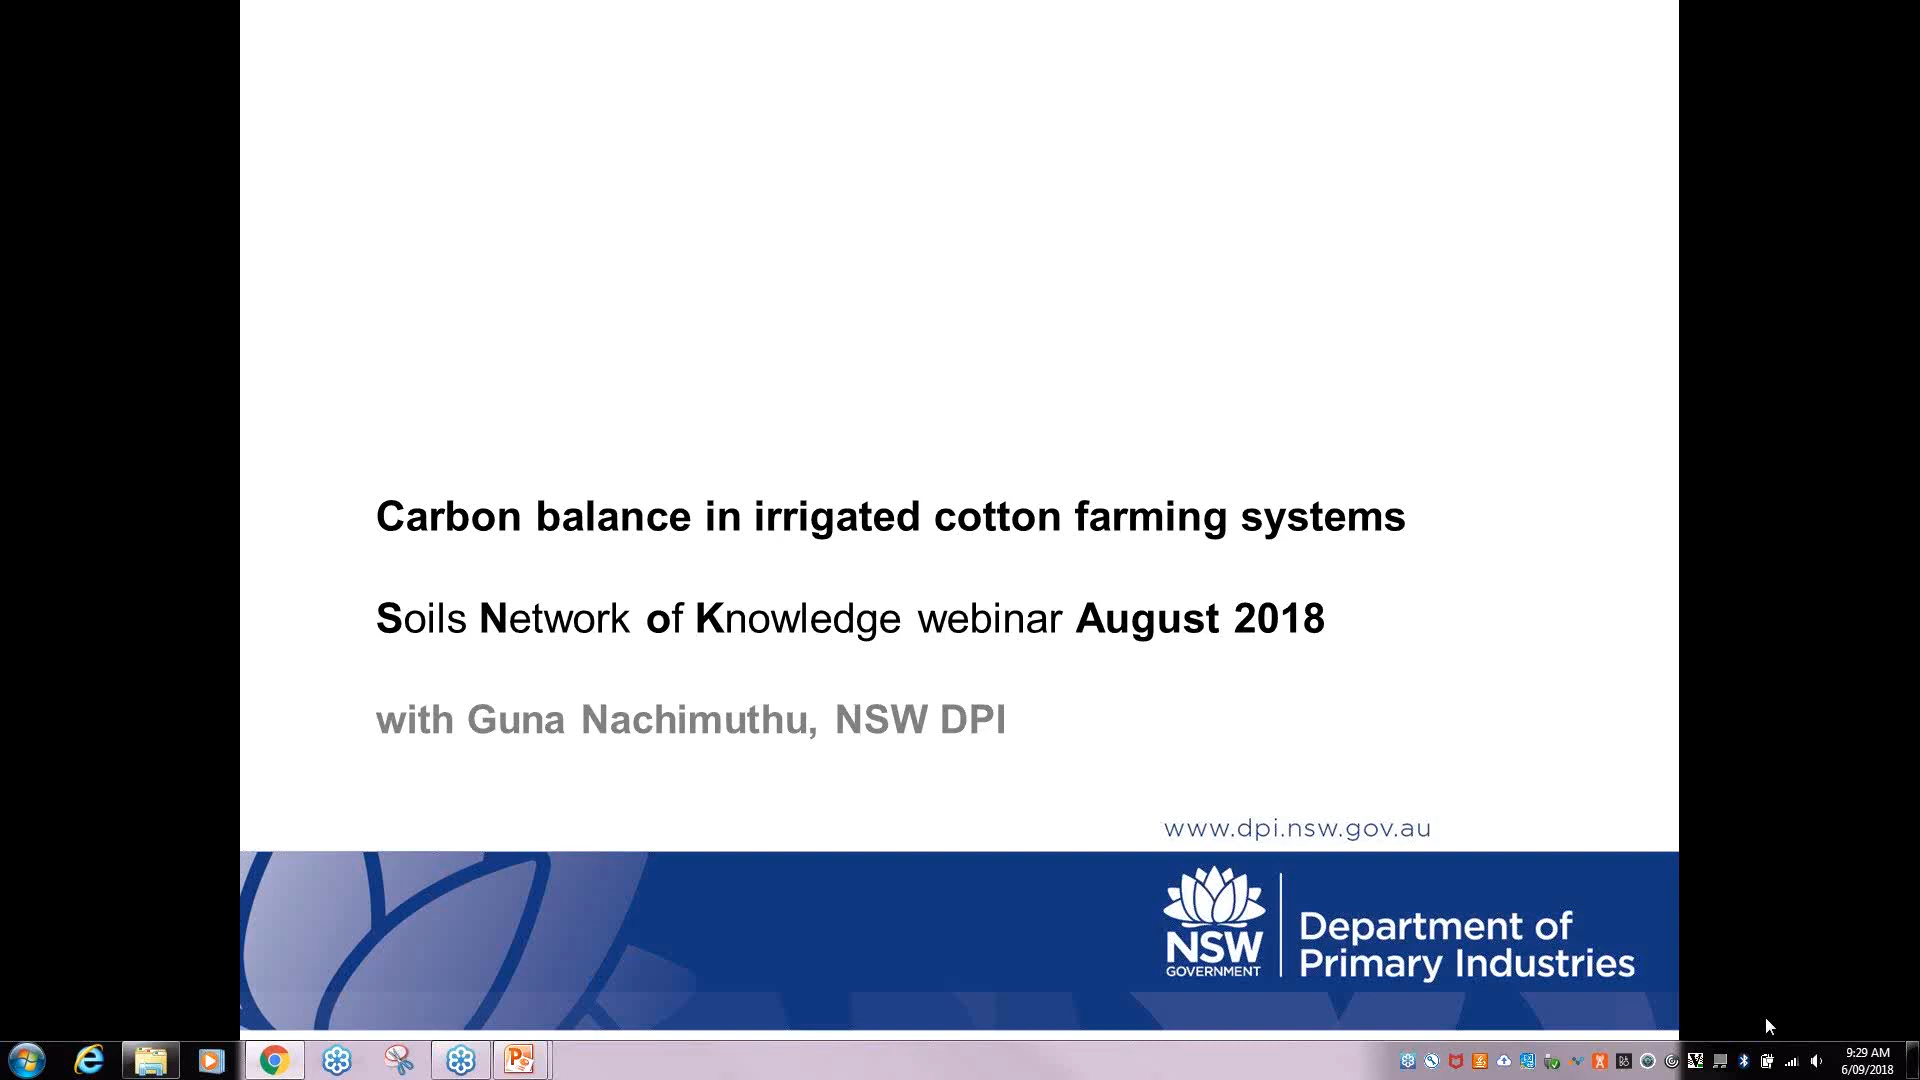 Carbon balance in irrigated cotton farming systems
Soils Network of Knowledge webinar August 2018
with Guna Nachimuthu, NSW DPI
www.dpi.nsw.gov.au
NSW
GOVERNMENT
Department of
Primary Industries
9:29 AM
6/09/2018